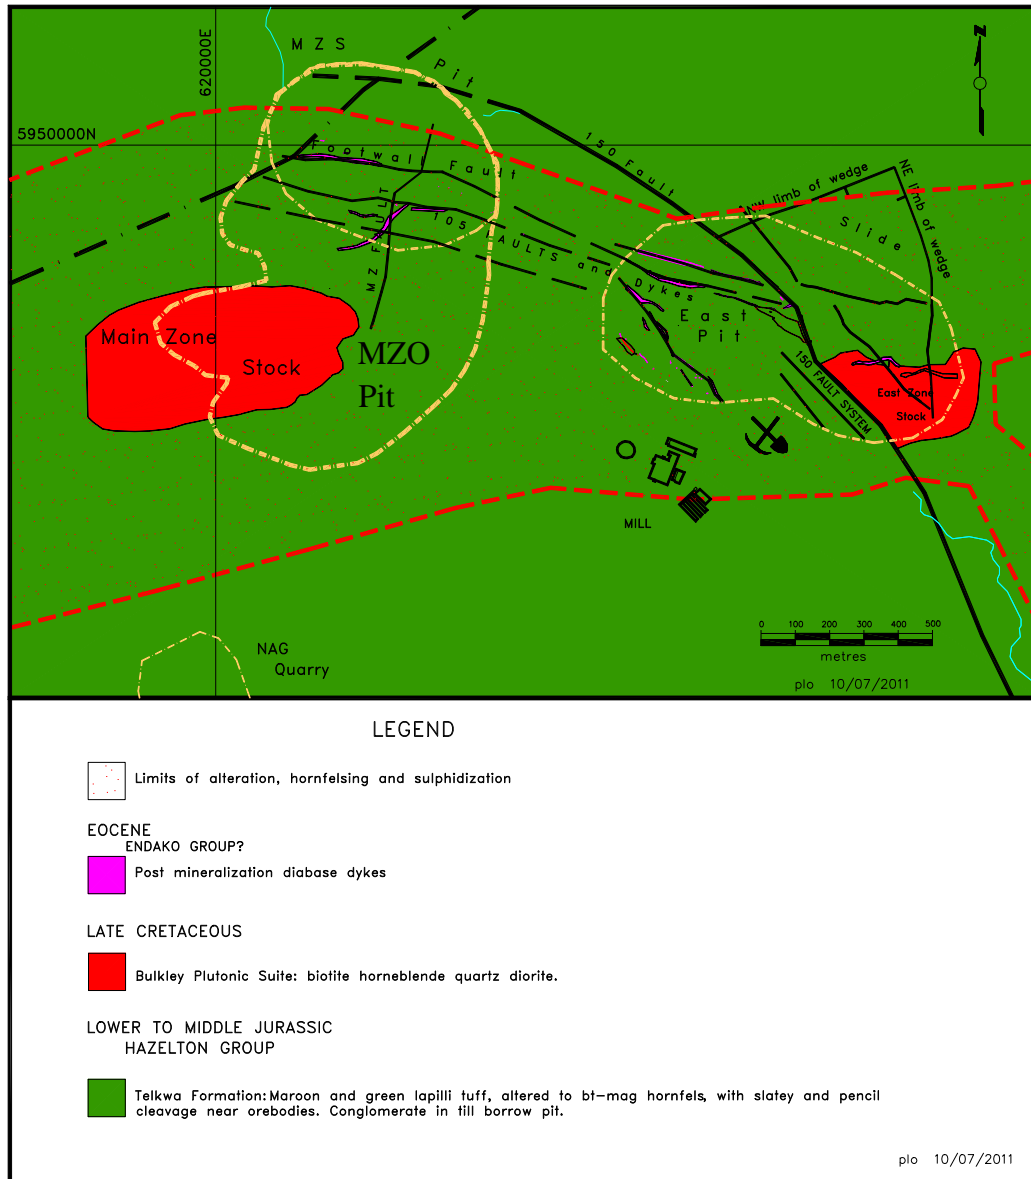 MZS
Pit
620000E
5950000N
Footwall Fault
150 Fault
NW limb of wedge
NE limb of wedge
Slide
MZ FAULT
105 FAULTS and Dykes
East
Pit
Main Zone
Stock
MZO
Pit
150 FAULT SYSTEM
East Zone
Stock
MILL
N
NAG
Quarry
0 100 200 300 400 500
metres
plo 10/07/2011
LEGEND
Limits of alteration, hornfelsing and sulphidization
EOCENE
ENDAKO GROUP?
Post mineralization diabase dykes
LATE CRETACEOUS
Bulkley Plutonic Suite: biotite horneblende quartz diorite.
LOWER TO MIDDLE JURASSIC
HAZELTON GROUP
Telkwa Formation: Maroon and green lapilli tuff, altered to bt-mag hornfels, with slatey and pencil
cleavage near orebodies. Conglomerate in till borrow pit.
plo 10/07/2011